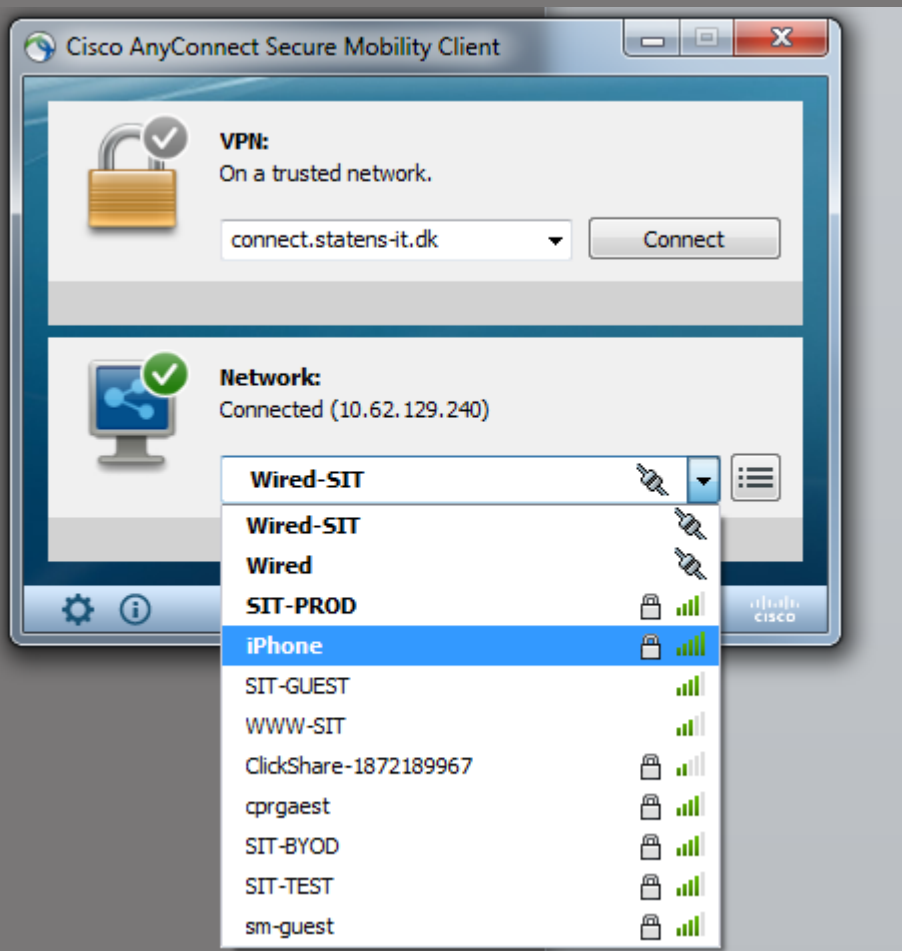 Cisco AnyConnect Secure Mobility Client
VPN:
On a trusted network.
connect.statens-it.dk
Connect
Network:
Connected (10.62.129.240)
Wired-SIT
Wired-SIT
Wired
SIT-PROD
iPhone
SIT-GUEST
WWW-SIT
ClickShare-1872189967
cprgaest
SIT-BYOD
SIT-TEST
sm-guest
CISCO